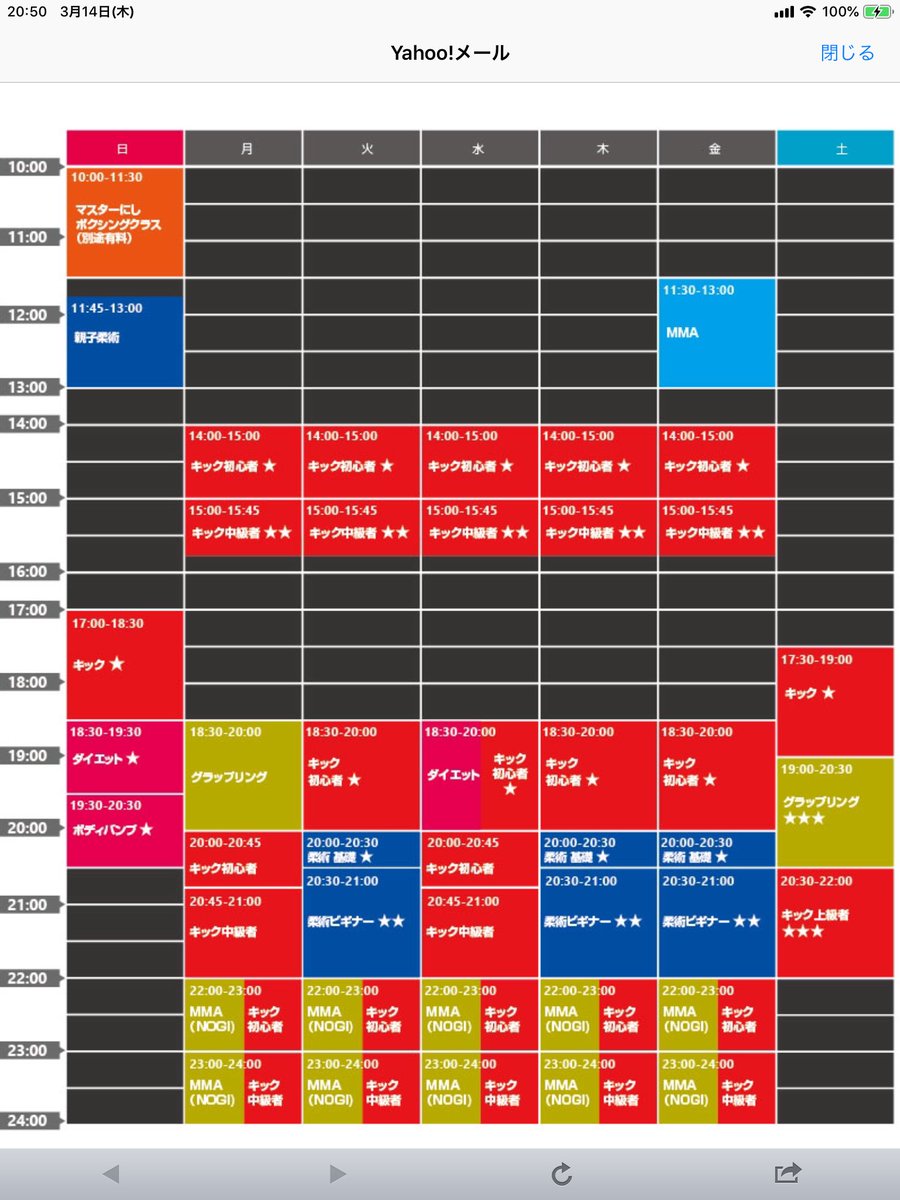 20:50 3月14日(木)
100%
Yahoo!メール
閉じる
日 月 火 水 木 金 土
10:00
10:00-11:30
マスターにし
ボクシングクラス
(別途有料)
11:00
11:45-13:00
親子柔術
11:30-13:00
MMA
12:00
13:00
14:00
14:00-15:00 14:00-15:00 14:00-15:00 14:00-15:00 14:00-15:00
キック初心者 ★ キック初心者 ★ キック初心者 ★ キック初心者 ★ キック初心者 ★
15:00
15:00-15:45 15:00-15:45 15:00-15:45 15:00-15:45 15:00-15:45
キック中級者 ★★ キック中級者 ★★ キック中級者 ★★ キック中級者 ★★ キック中級者 ★★
16:00
17:00
17:00-18:30
キック ★
17:30-19:00
キック ★
18:00
18:30-19:30
ダイエット ★
18:30-20:00
グラップリング
18:30-20:00
キック
初心者 ★
18:30-20:00
ダイエット
キック
初心者
★
18:30-20:00
キック
初心者 ★
18:30-20:00
キック
初心者 ★
19:00
19:00-20:30
グラップリング
★★★
19:30-20:30
ボディパンプ ★
20:00
20:00-20:45
キック初心者
20:00-20:30
柔術 基礎 ★
20:00-20:45
キック初心者
20:00-20:30
柔術 基礎 ★
20:00-20:30
柔術 基礎 ★
20:45-21:00
キック中級者
20:30-21:00
柔術ビギナー ★★
20:45-21:00
キック中級者
20:30-21:00
柔術ビギナー ★★
20:30-21:00
柔術ビギナー ★★
20:30-22:00
キック上級者
★★★
21:00
22:00
22:00-23:00 22:00-23:00 22:00-23:00 22:00-23:00 22:00-23:00
MMA キック MMA キック MMA キック MMA キック MMA キック
(NOGI) 初心者 (NOGI) 初心者 (NOGI) 初心者 (NOGI) 初心者 (NOGI) 初心者
23:00
23:00-24:00 23:00-24:00 23:00-24:00 23:00-24:00 23:00-24:00
MMA キック MMA キック MMA キック MMA キック MMA キック
(NOGI) 中級者 (NOGI) 中級者 (NOGI) 中級者 (NOGI) 中級者 (NOGI) 中級者
24:00